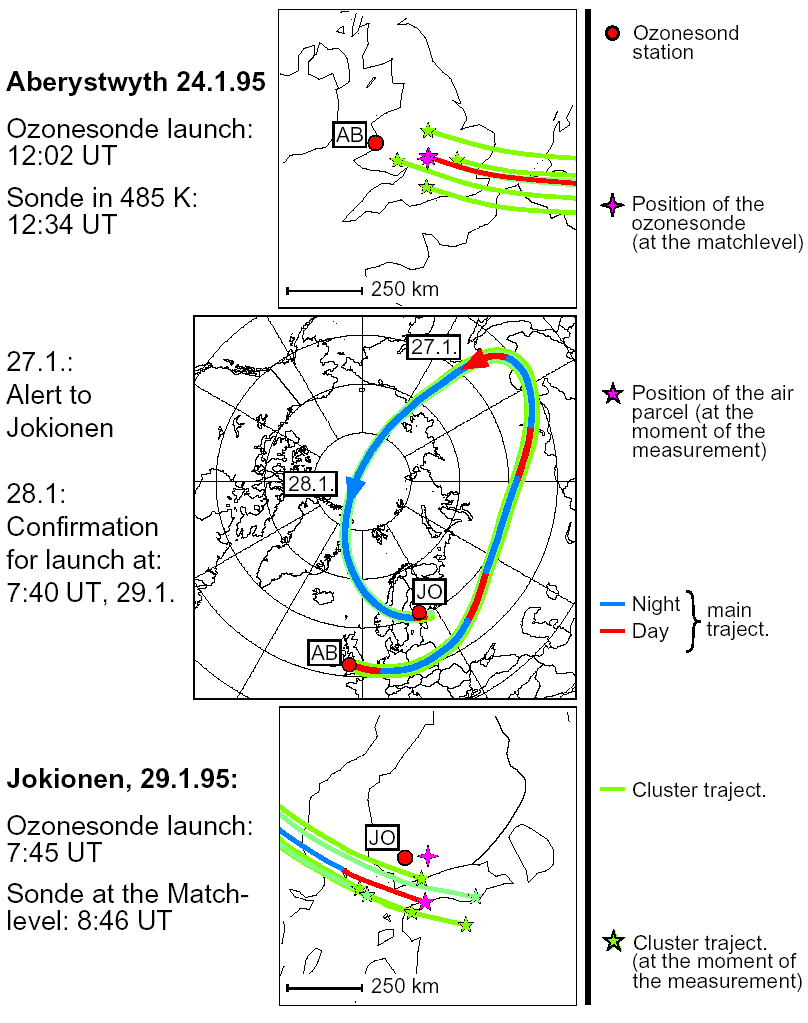 Aberystwyth 24.1.95
Ozonesonde launch:
12:02 UT
Sonde in 485 K:
12:34 UT
AB
250 km
27.1.:
Alert to
Jokionen
28.1:
Confirmation
for launch at:
7:40 UT, 29.1.
27.1.
28.1.
JO
AB
Jokionen, 29.1.95:
Ozonesonde launch:
7:45 UT
Sonde at the Match-
level: 8:46 UT
JO
250 km
Ozonesond
station
Position of the
ozonesonde
(at the matchlevel)
Position of the air
parcel (at the
moment of the
measurement)
Night
Day
main
traject.
Cluster traject.
Cluster traject.
(at the moment of
the measurement)